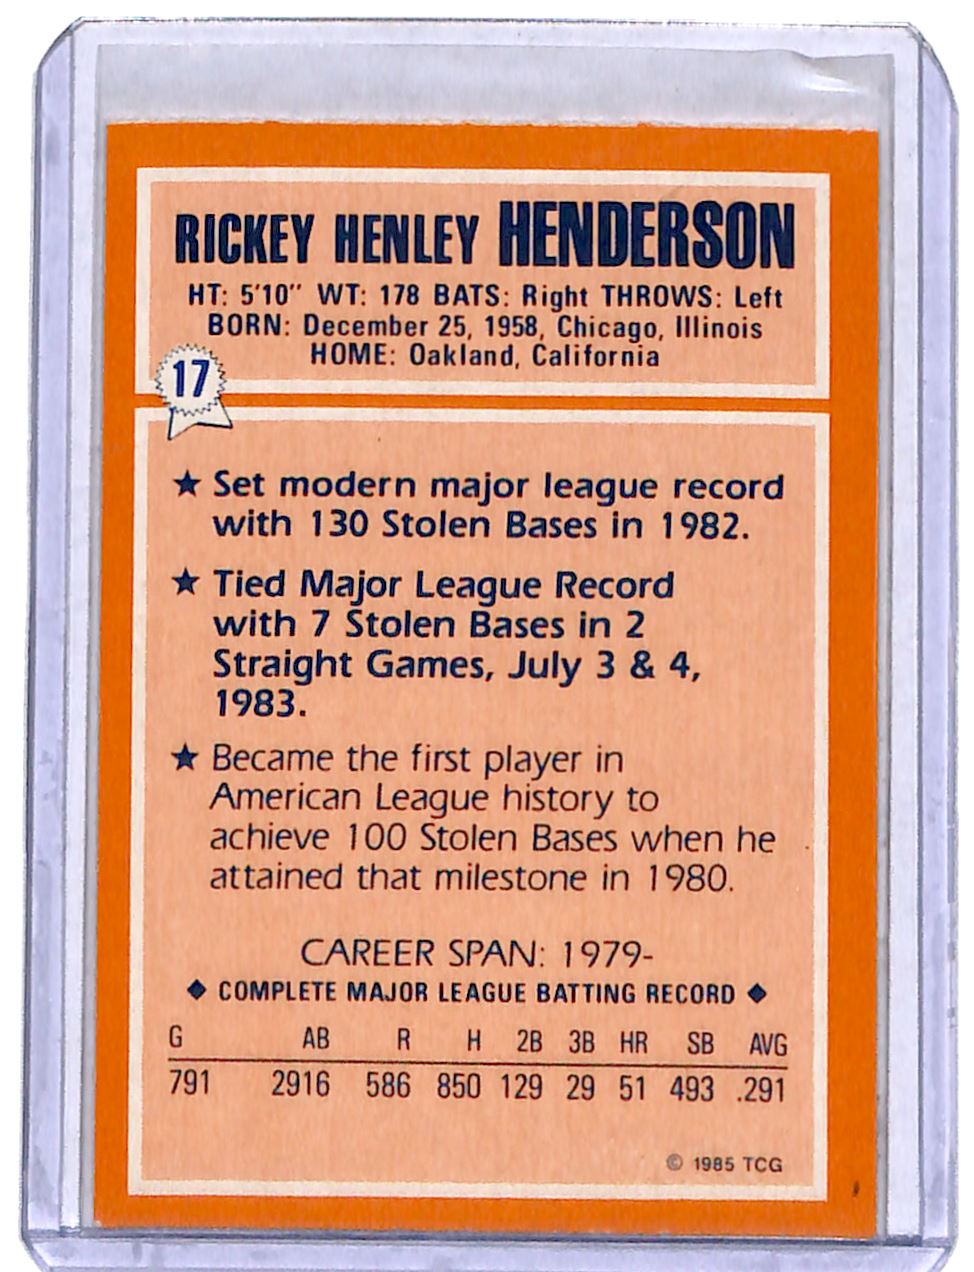 RICKEY HENLEY HENDERSON
HT: 5'10" WT: 178 BATS: Right THROWS: Left
BORN: December 25, 1958, Chicago, Illinois
HOME: Oakland, California
17
★ Set modern major league record
with 130 Stolen Bases in 1982.
★ Tied Major League Record
with 7 Stolen Bases in 2
Straight Games, July 3 & 4,
1983.
★ Became the first player in
American League history to
achieve 100 Stolen Bases when he
attained that milestone in 1980.
CAREER SPAN: 1979-
◆ COMPLETE MAJOR LEAGUE BATTING RECORD ◆
G AB R H 2B 3B HR SB AVG
791 2916 586 850 129 29 51 493 .291
© 1985 TCG